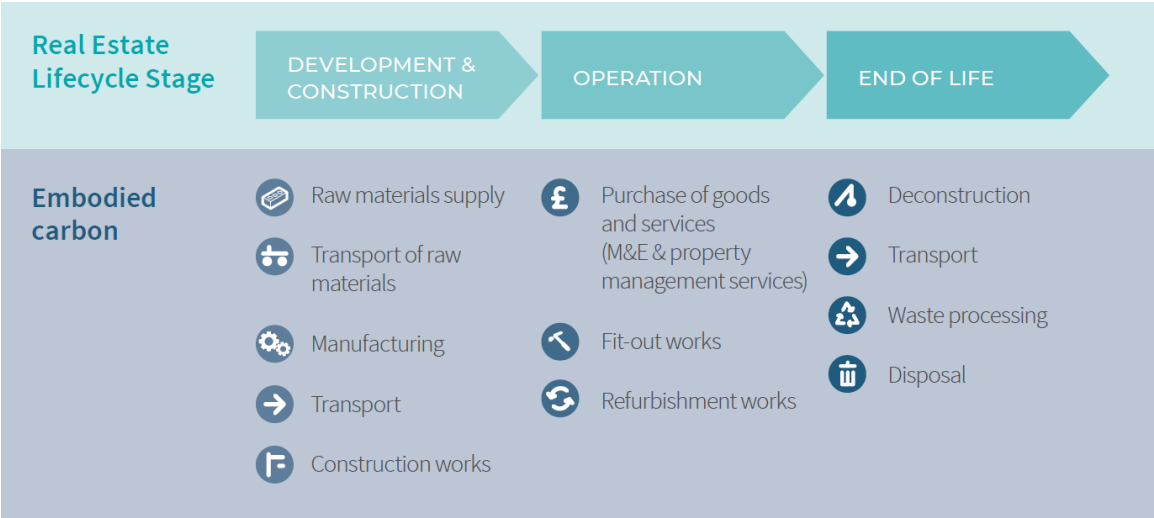 Real Estate
Lifecycle Stage
DEVELOPMENT &
CONSTRUCTION
OPERATION
END OF LIFE
Embodied
carbon
Raw materials supply
Transport of raw
materials
Manufacturing
Transport
Construction works
£
Purchase of goods
and services
(M&E & property
management services)
Fit-out works
Refurbishment works
Deconstruction
Transport
Waste processing
Disposal